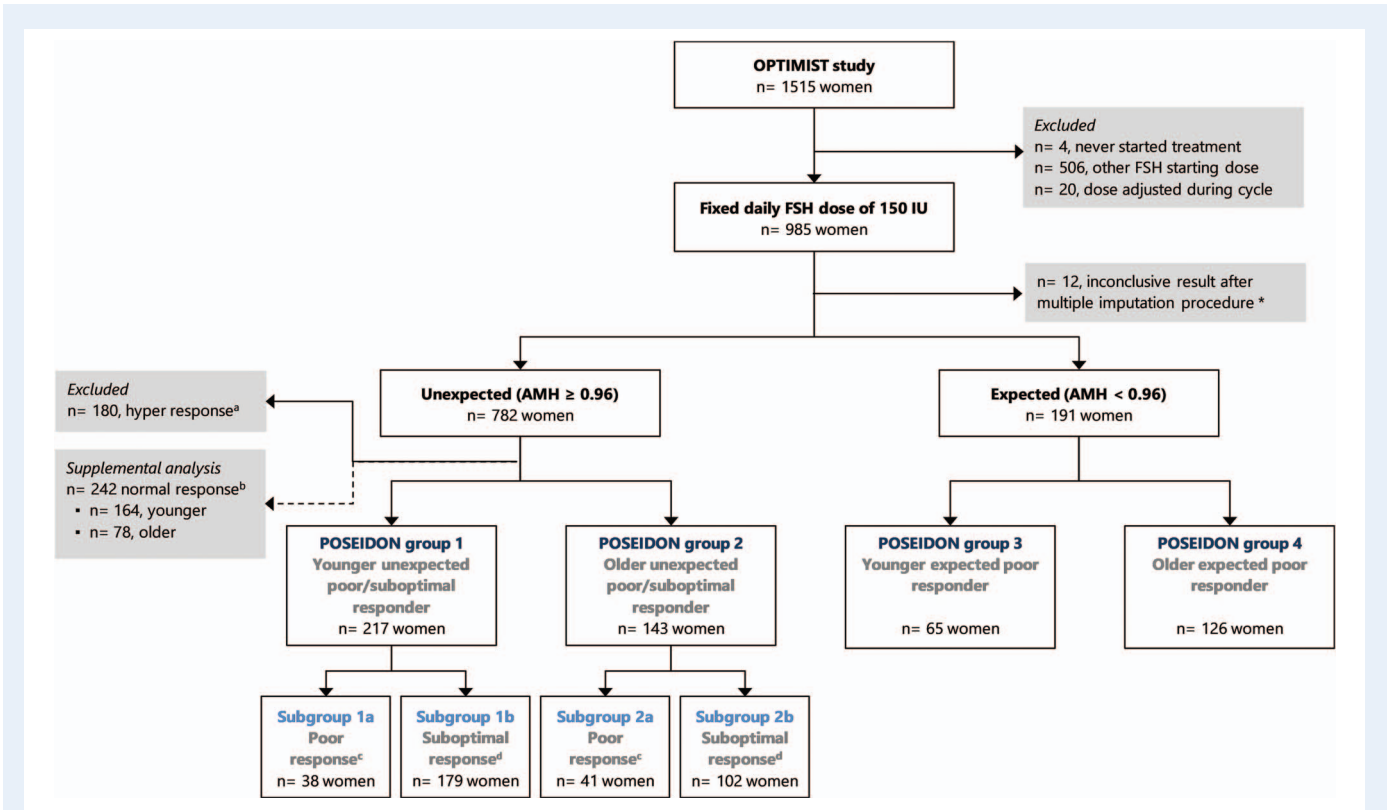 OPTIMIST study
n= 1515 women
Excluded
n= 4, never started treatment
n= 506, other FSH starting dose
n= 20, dose adjusted during cycle
Fixed daily FSH dose of 150 IU
n= 985 women
n= 12, inconclusive result after
multiple imputation procedure *
Unexpected (AMH ≥ 0.96)
n= 782 women
Expected (AMH < 0.96)
n= 191 women
Excluded
n= 180, hyper responseᵃ
Supplemental analysis
n= 242 normal responseᵇ
▪ n= 164, younger
▪ n= 78, older
POSEIDON group 1
Younger unexpected
poor/suboptimal
responder
n= 217 women
POSEIDON group 2
Older unexpected
poor/suboptimal
responder
n= 143 women
POSEIDON group 3
Younger expected poor
responder
n= 65 women
POSEIDON group 4
Older expected poor
responder
n= 126 women
Subgroup 1a
Poor
responseᶜ
n= 38 women
Subgroup 1b
Suboptimal
responseᵈ
n= 179 women
Subgroup 2a
Poor
responseᶜ
n= 41 women
Subgroup 2b
Suboptimal
responseᵈ
n= 102 women